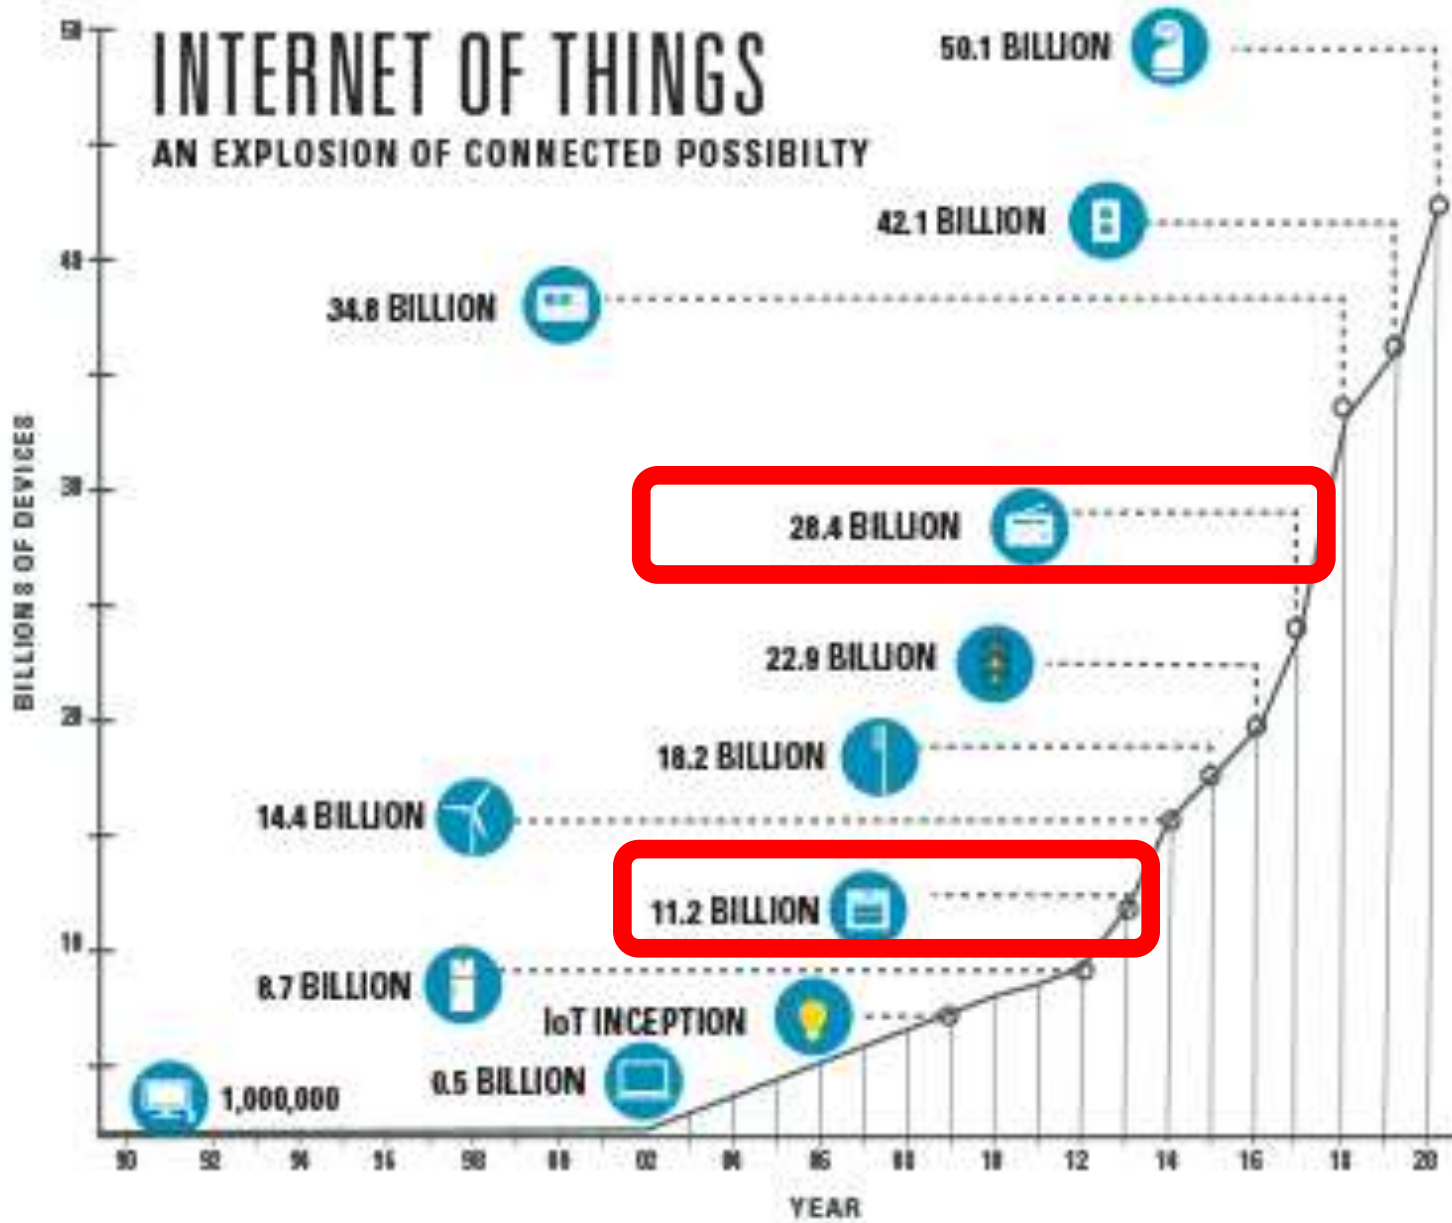 INTERNET OF THINGS
AN EXPLOSION OF CONNECTED POSSIBILTY
50.1 BILLION
42.1 BILLION
34.8 BILLION
28.4 BILLION
22.9 BILLION
18.2 BILLION
14.4 BILLION
11.2 BILLION
8.7 BILLION
IoT INCEPTION
0.5 BILLION
1,000,000
BILLIONS OF DEVICES
50
40
30
20
10
90 92 94 96 98 00 02 04 06 08 10 12 14 16 18 20
YEAR